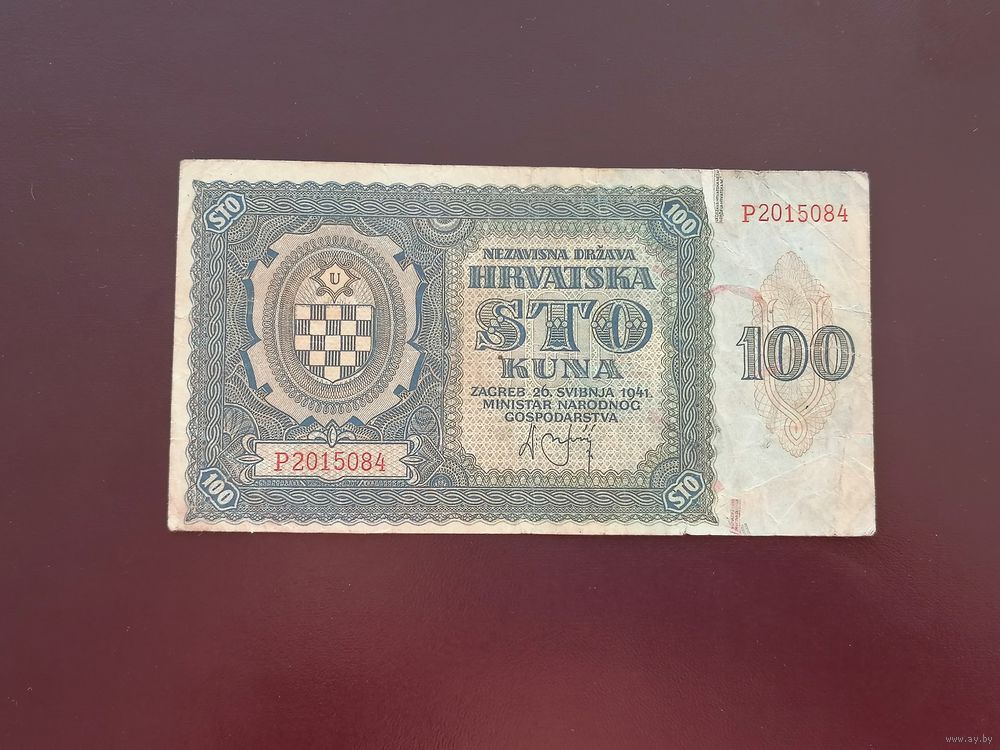 STO
100
P2015084
U
NEZAVISNA DRŽAVA
HRVATSKA
STO
KUNA
100
ZAGREB 26. SVIBNJA 1941.
MINISTAR NARODNOG
GOSPODARSTVA
P2015084
100
STO
www.ay.by